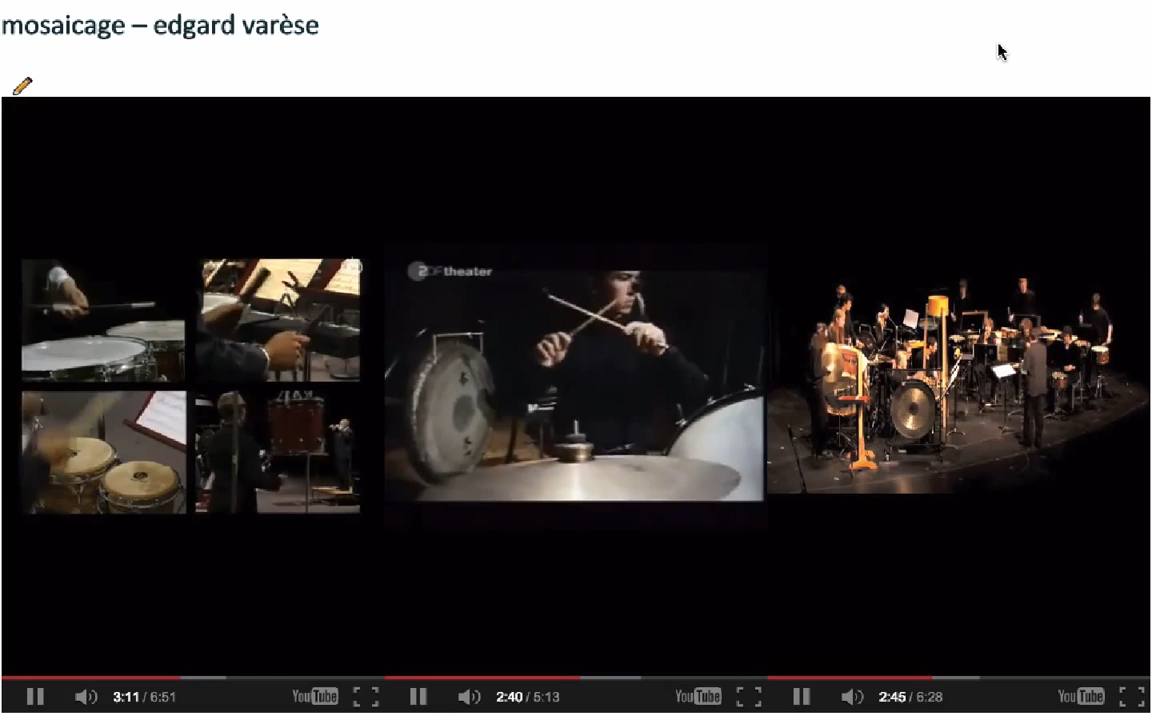 mosaicage – edgard varèse
ZDFtheater
3:11 / 6:51 YouTube
2:40 / 5:13 YouTube
2:45 / 6:28 YouTube